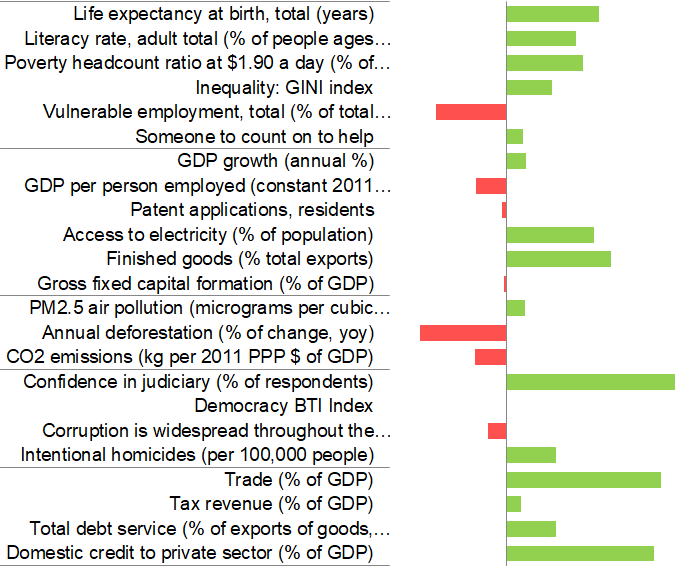 Life expectancy at birth, total (years)
Literacy rate, adult total (% of people ages…
Poverty headcount ratio at $1.90 a day (% of…
Inequality: GINI index
Vulnerable employment, total (% of total…
Someone to count on to help
GDP growth (annual %)
GDP per person employed (constant 2011…
Patent applications, residents
Access to electricity (% of population)
Finished goods (% total exports)
Gross fixed capital formation (% of GDP)
PM2.5 air pollution (micrograms per cubic…
Annual deforestation (% of change, yoy)
CO2 emissions (kg per 2011 PPP $ of GDP)
Confidence in judiciary (% of respondents)
Democracy BTI Index
Corruption is widespread throughout the…
Intentional homicides (per 100,000 people)
Trade (% of GDP)
Tax revenue (% of GDP)
Total debt service (% of exports of goods,…
Domestic credit to private sector (% of GDP)